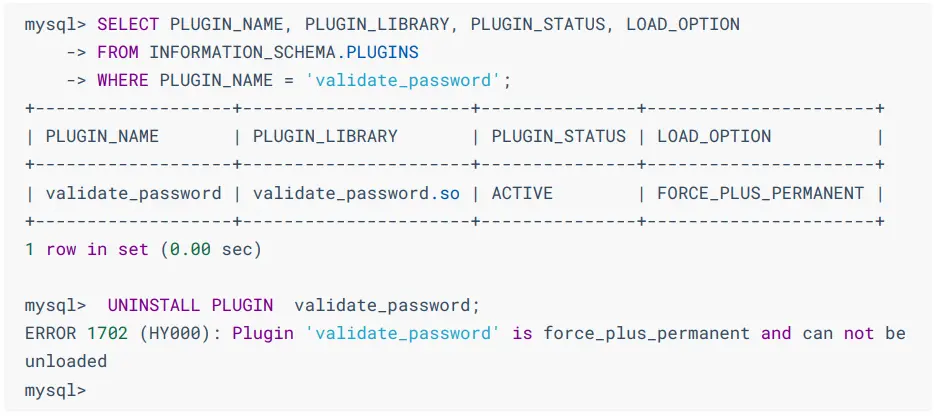 mysql> SELECT PLUGIN_NAME, PLUGIN_LIBRARY, PLUGIN_STATUS, LOAD_OPTION
    -> FROM INFORMATION_SCHEMA.PLUGINS
    -> WHERE PLUGIN_NAME = 'validate_password';
+-------------------+----------------------+---------------+----------------------+
| PLUGIN_NAME       | PLUGIN_LIBRARY       | PLUGIN_STATUS | LOAD_OPTION          |
+-------------------+----------------------+---------------+----------------------+
| validate_password | validate_password.so | ACTIVE        | FORCE_PLUS_PERMANENT |
+-------------------+----------------------+---------------+----------------------+
1 row in set (0.00 sec)

mysql>  UNINSTALL PLUGIN  validate_password;
ERROR 1702 (HY000): Plugin 'validate_password' is force_plus_permanent and can not be
unloaded
mysql>